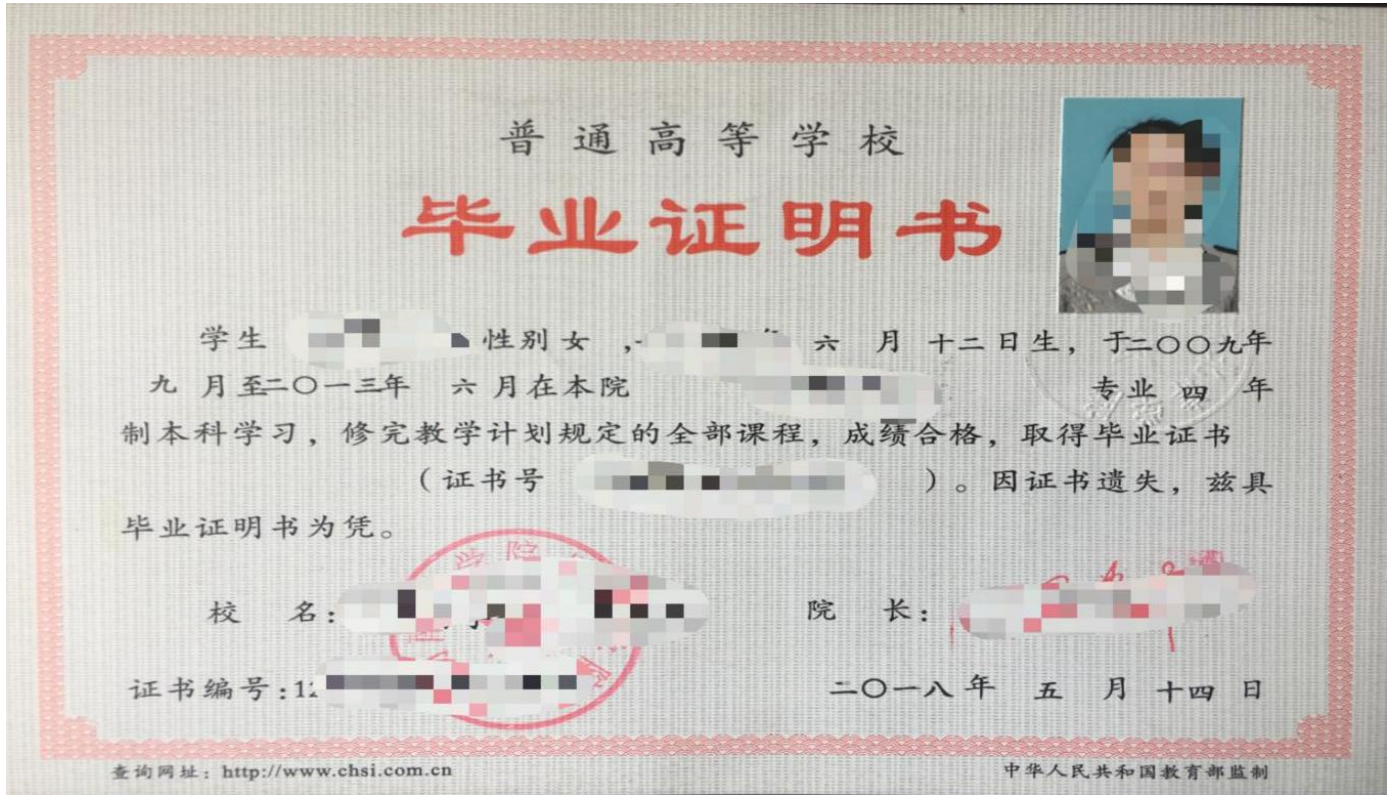 普通高等学校
毕业证明书
学生 性别 女 , 六 月 十二 日生，于二〇〇九年
九 月至二〇一三年 六 月在本院 专业 四 年
制本科学习，修完教学计划规定的全部课程，成绩合格，取得毕业证书
（证书号 ）。因证书遗失，兹具
毕业证明书为凭。
学院
校 名： 院 长：
证书编号：12 二〇一八 年 五 月 十四 日
查询网址：http://www.chsi.com.cn 中华人民共和国教育部监制